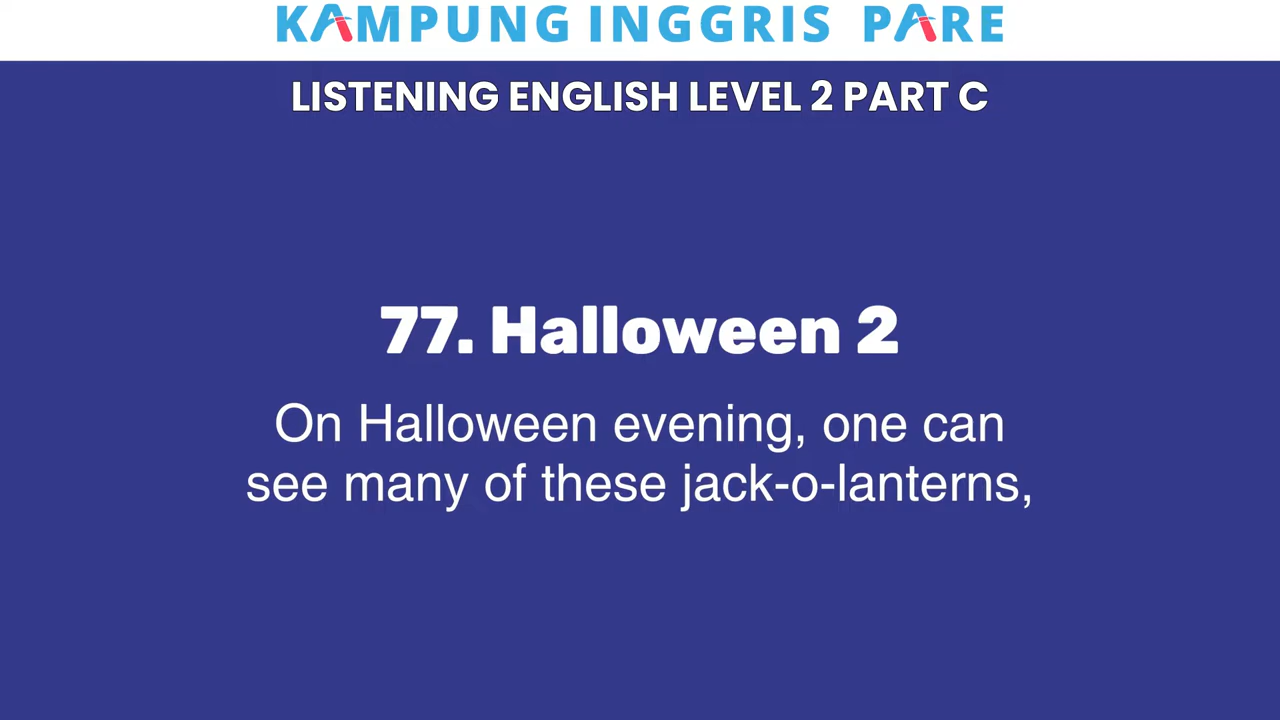 KAMPUNG INGGRIS PARE
LISTENING ENGLISH LEVEL 2 PART C
77. Halloween 2
On Halloween evening, one can
see many of these jack-o-lanterns,